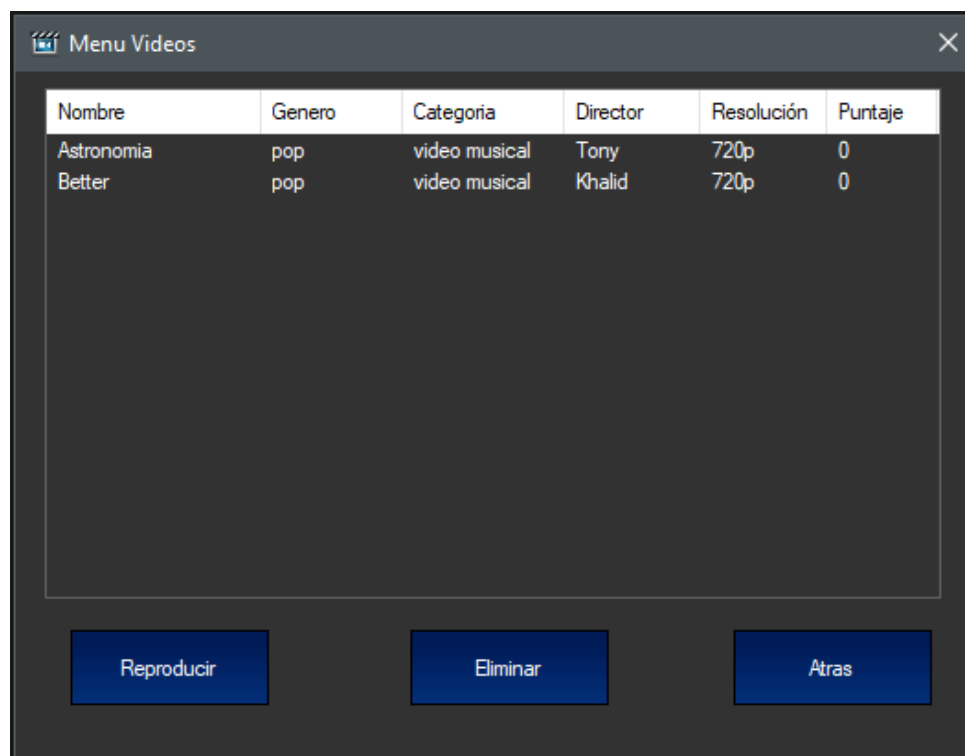 Menu Videos
Nombre Genero Categoria Director Resolución Puntaje
Astronomia pop video musical Tony 720p 0
Better pop video musical Khalid 720p 0
Reproducir Eliminar Atras